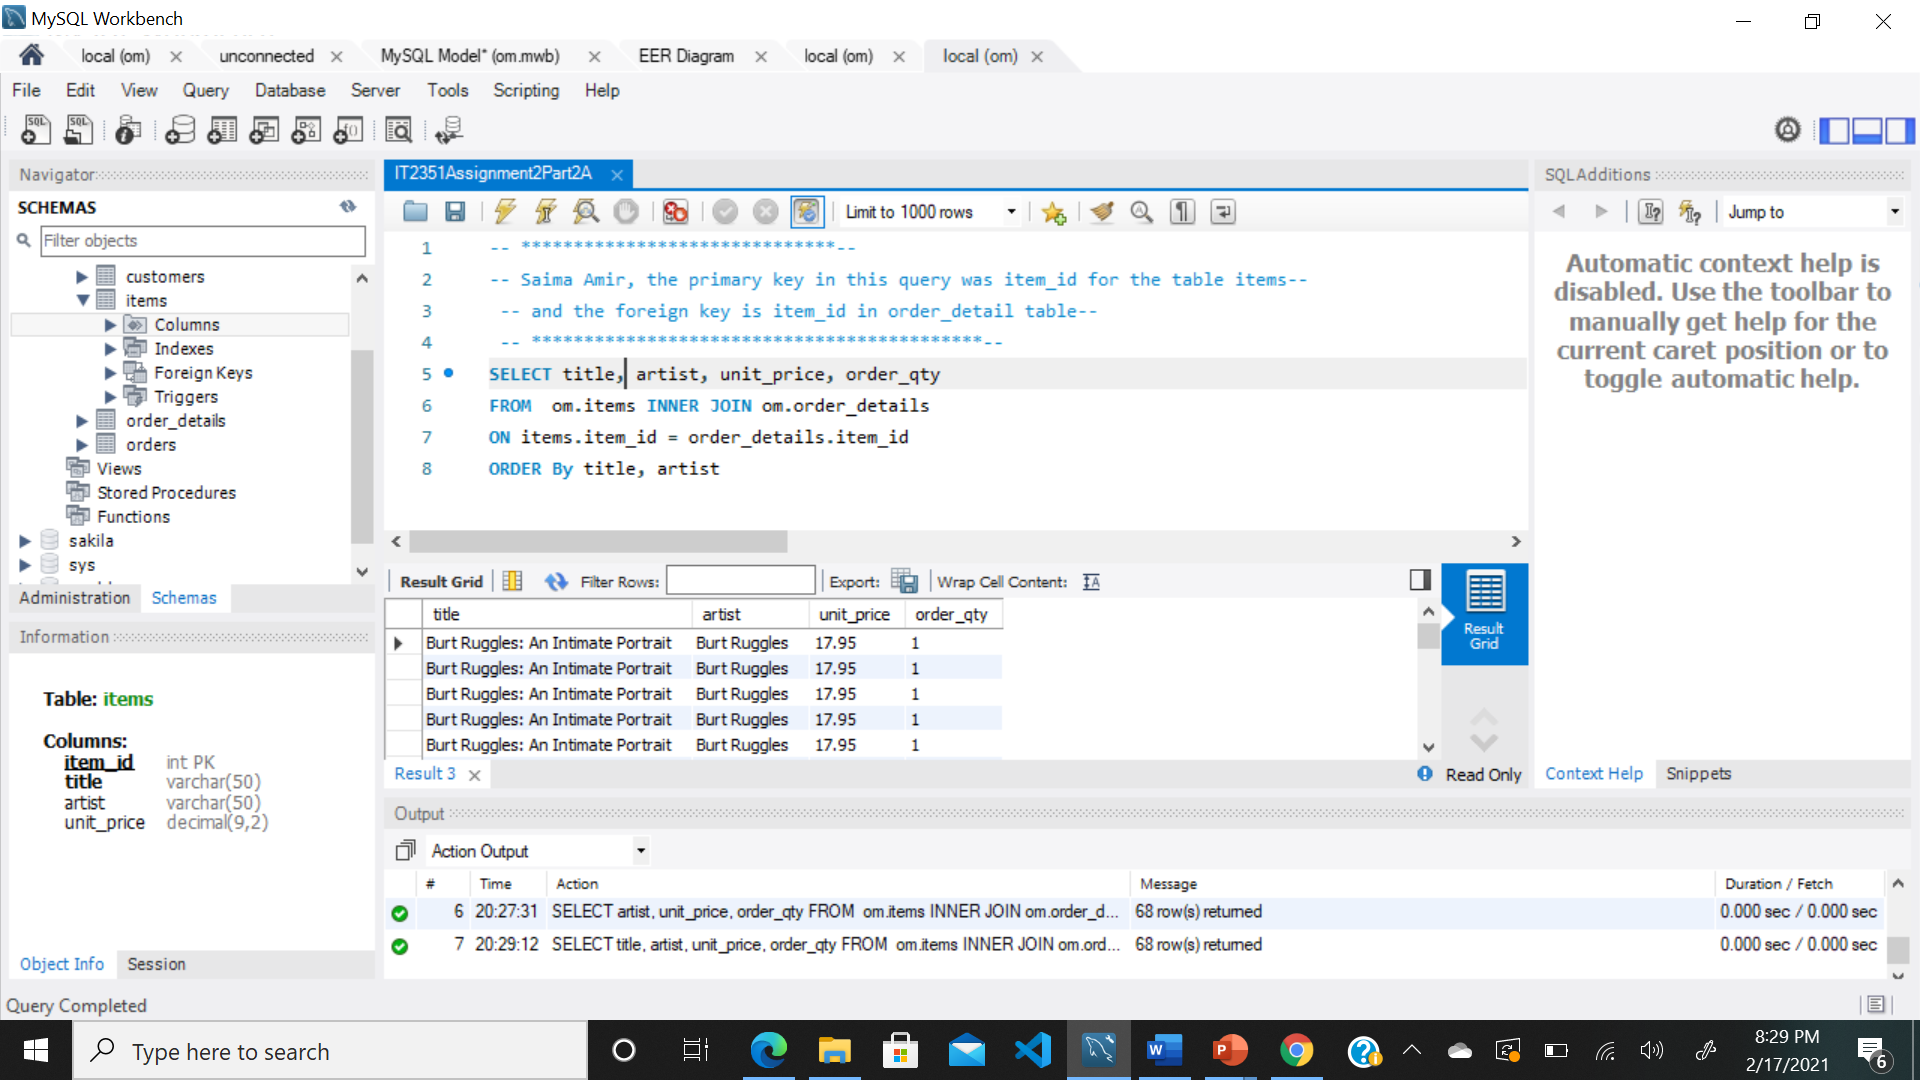 MySQL Workbench
local (om) unconnected MySQL Model* (om.mwb) EER Diagram local (om) local (om)
File Edit View Query Database Server Tools Scripting Help
Navigator
SCHEMAS
Filter objects
customers
items
Columns
Indexes
Foreign Keys
Triggers
order_details
orders
Views
Stored Procedures
Functions
sakila
sys
Administration Schemas
Information
Table: items
Columns:
item_id int PK
title varchar(50)
artist varchar(50)
unit_price decimal(9,2)
Object Info Session
IT2351Assignment2Part2A
Limit to 1000 rows
1 -- ******************************--
2 -- Saima Amir, the primary key in this query was item_id for the table items--
3 -- and the foreign key is item_id in order_detail table--
4 -- *******************************************--
5 SELECT title, artist, unit_price, order_qty
6 FROM  om.items INNER JOIN om.order_details
7 ON items.item_id = order_details.item_id
8 ORDER By title, artist
Result Grid Filter Rows: Export: Wrap Cell Content:
title artist unit_price order_qty
Burt Ruggles: An Intimate Portrait Burt Ruggles 17.95 1
Burt Ruggles: An Intimate Portrait Burt Ruggles 17.95 1
Burt Ruggles: An Intimate Portrait Burt Ruggles 17.95 1
Burt Ruggles: An Intimate Portrait Burt Ruggles 17.95 1
Burt Ruggles: An Intimate Portrait Burt Ruggles 17.95 1
Result Grid
Result 3 Read Only
SQLAdditions
Jump to
Automatic context help is
disabled. Use the toolbar to
manually get help for the
current caret position or to
toggle automatic help.
Context Help Snippets
Output
Action Output
# Time Action Message Duration / Fetch
6 20:27:31 SELECT artist, unit_price, order_qty FROM  om.items INNER JOIN om.order_d... 68 row(s) returned 0.000 sec / 0.000 sec
7 20:29:12 SELECT title, artist, unit_price, order_qty FROM  om.items INNER JOIN om.ord... 68 row(s) returned 0.000 sec / 0.000 sec
Query Completed
Type here to search
8:29 PM
2/17/2021
6